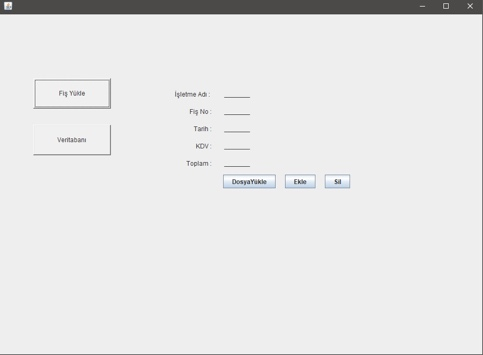 Fiş Yükle
Veritabanı
İşletme Adı :
Fiş No :
Tarih :
KDV :
Toplam :
DosyaYükle Ekle Sil